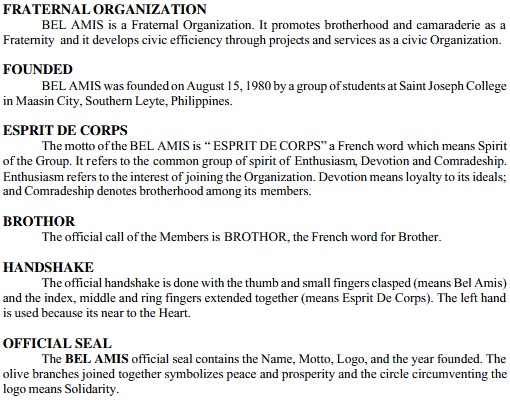 FRATERNAL ORGANIZATION
BEL AMIS is a Fraternal Organization. It promotes brotherhood and camaraderie as a
Fraternity and it develops civic efficiency through projects and services as a civic Organization.
FOUNDED
BEL AMIS was founded on August 15, 1980 by a group of students at Saint Joseph College
in Maasin City, Southern Leyte, Philippines.
ESPRIT DE CORPS
The motto of the BEL AMIS is “ ESPRIT DE CORPS” a French word which means Spirit
of the Group. It refers to the common group of spirit of Enthusiasm, Devotion and Comradeship.
Enthusiasm refers to the interest of joining the Organization. Devotion means loyalty to its ideals;
and Comradeship denotes brotherhood among its members.
BROTHOR
The official call of the Members is BROTHOR, the French word for Brother.
HANDSHAKE
The official handshake is done with the thumb and small fingers clasped (means Bel Amis)
and the index, middle and ring fingers extended together (means Esprit De Corps). The left hand
is used because its near to the Heart.
OFFICIAL SEAL
The BEL AMIS official seal contains the Name, Motto, Logo, and the year founded. The
olive branches joined together symbolizes peace and prosperity and the circle circumventing the
logo means Solidarity.